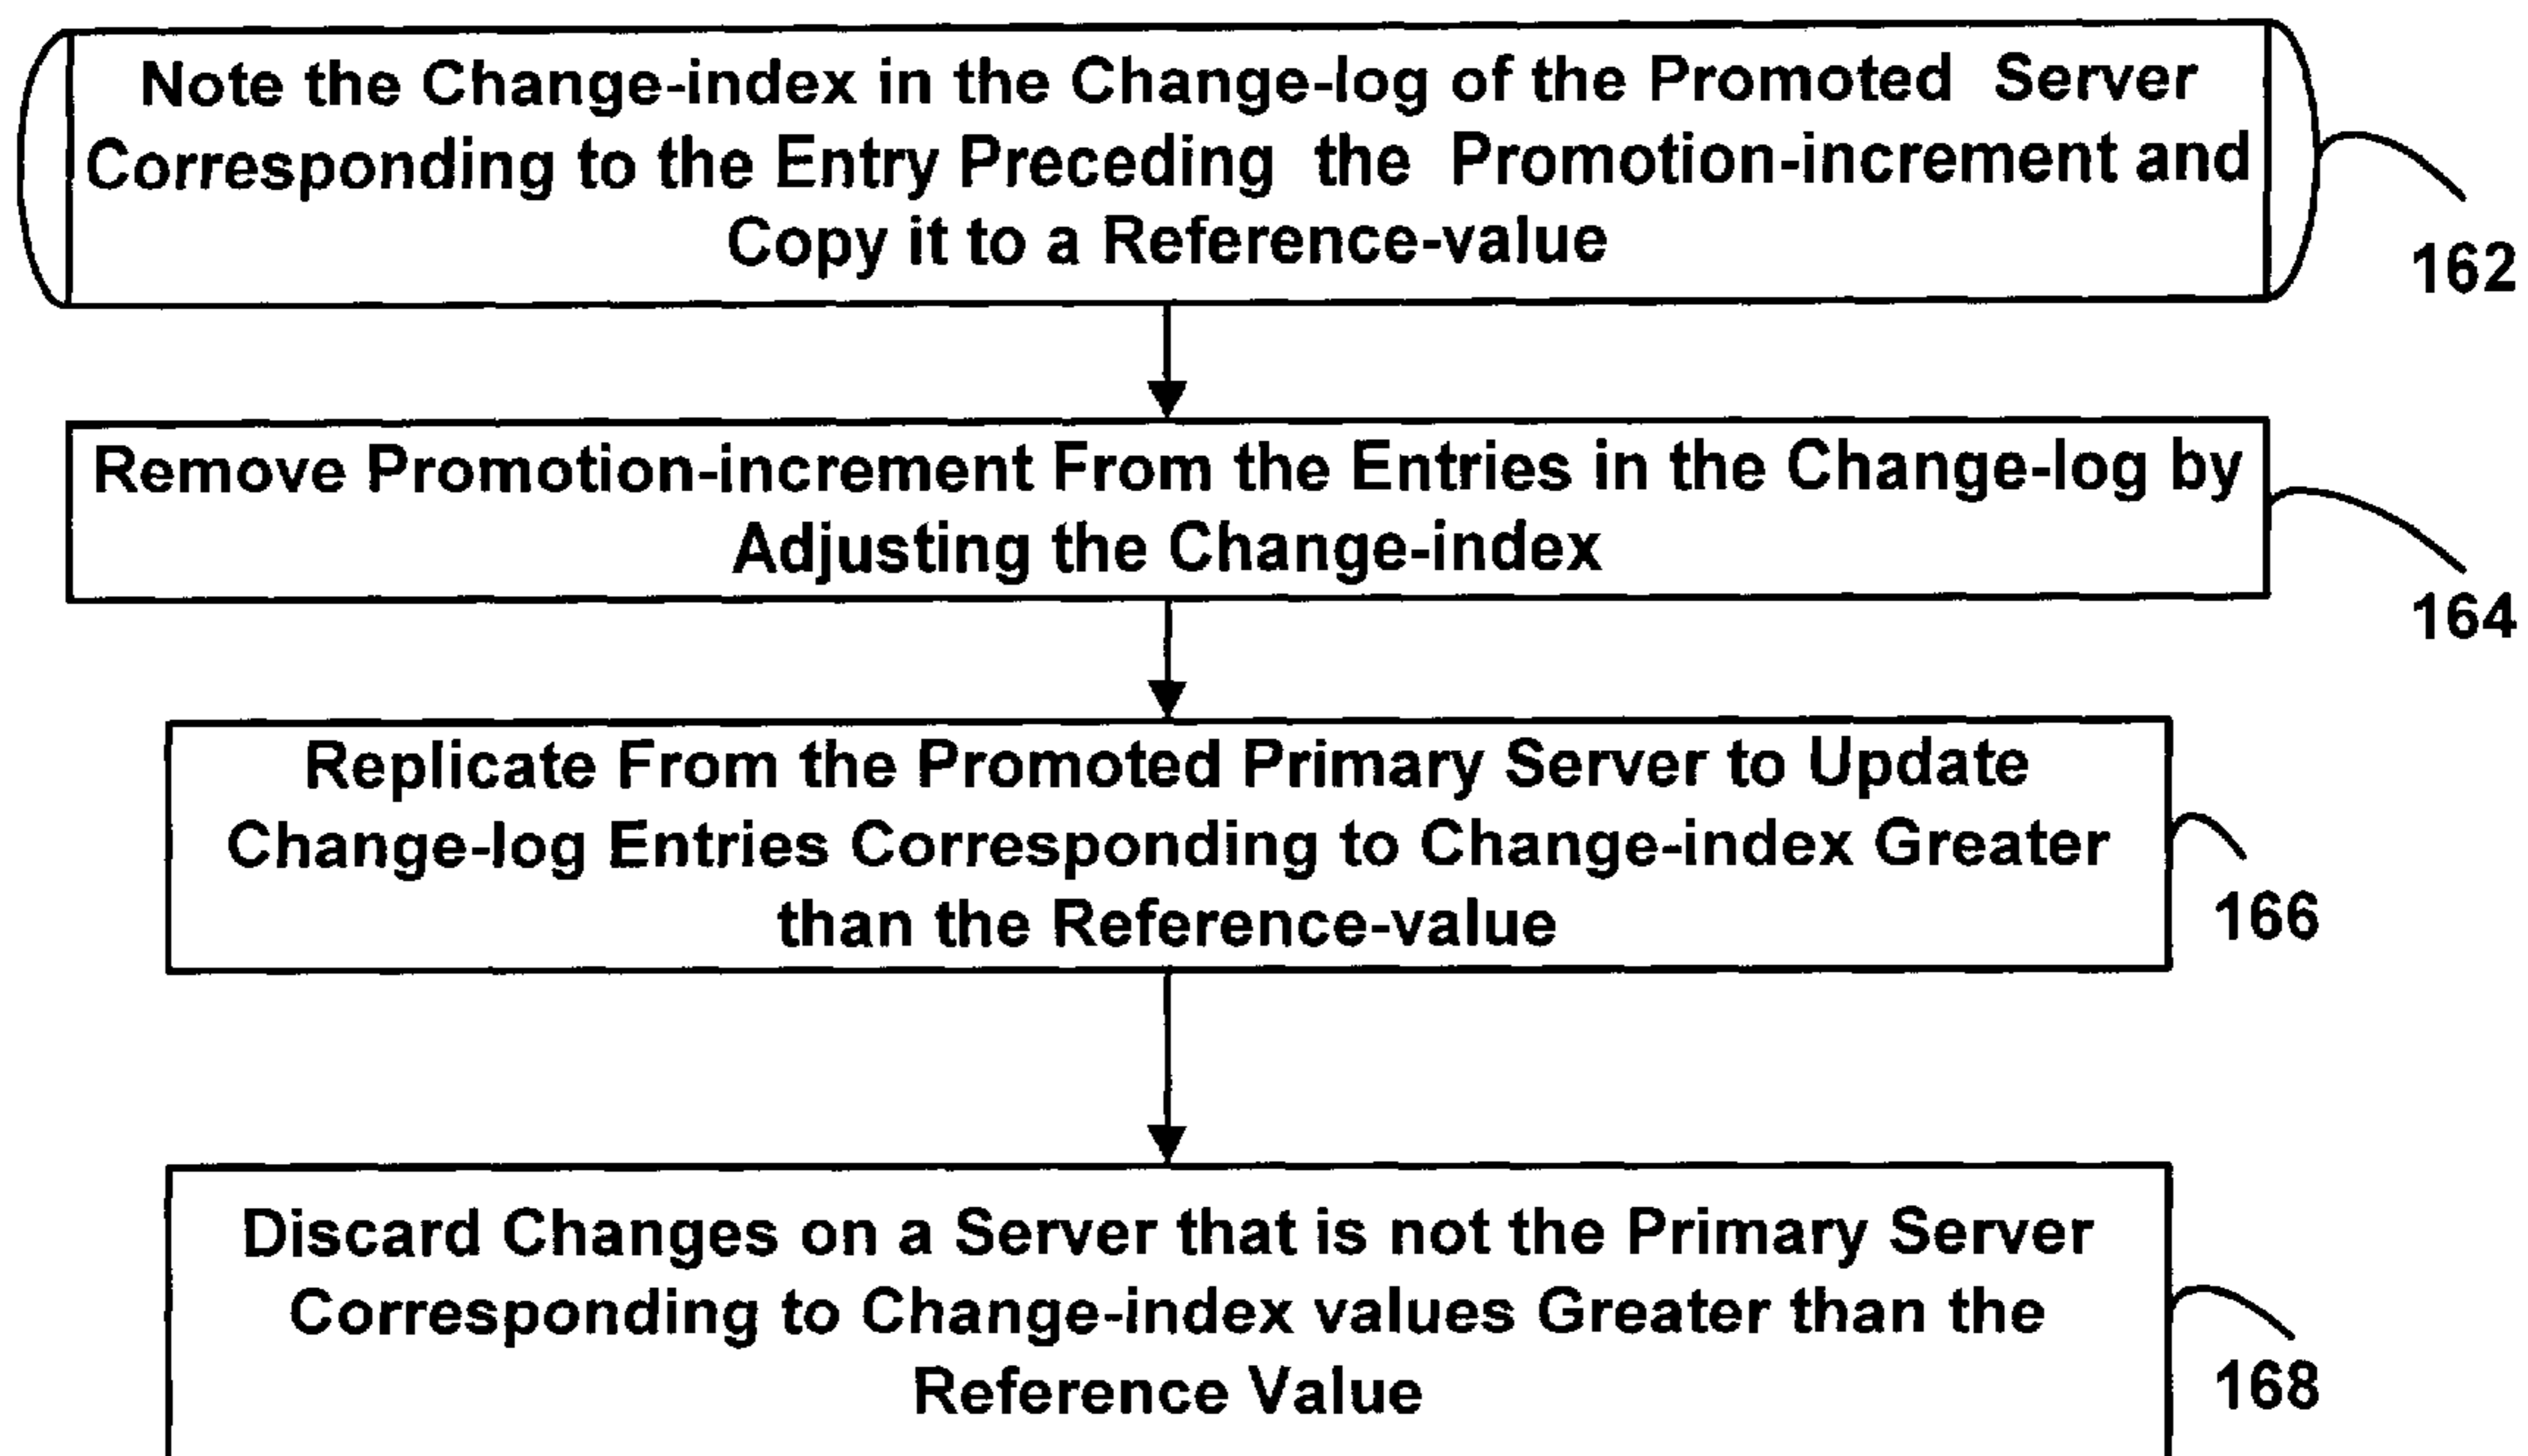 Note the Change-index in the Change-log of the Promoted Server
Corresponding to the Entry Preceding the Promotion-increment and
Copy it to a Reference-value
162
Remove Promotion-increment From the Entries in the Change-log by
Adjusting the Change-index
164
Replicate From the Promoted Primary Server to Update
Change-log Entries Corresponding to Change-index Greater
than the Reference-value
166
Discard Changes on a Server that is not the Primary Server
Corresponding to Change-index values Greater than the
Reference Value
168